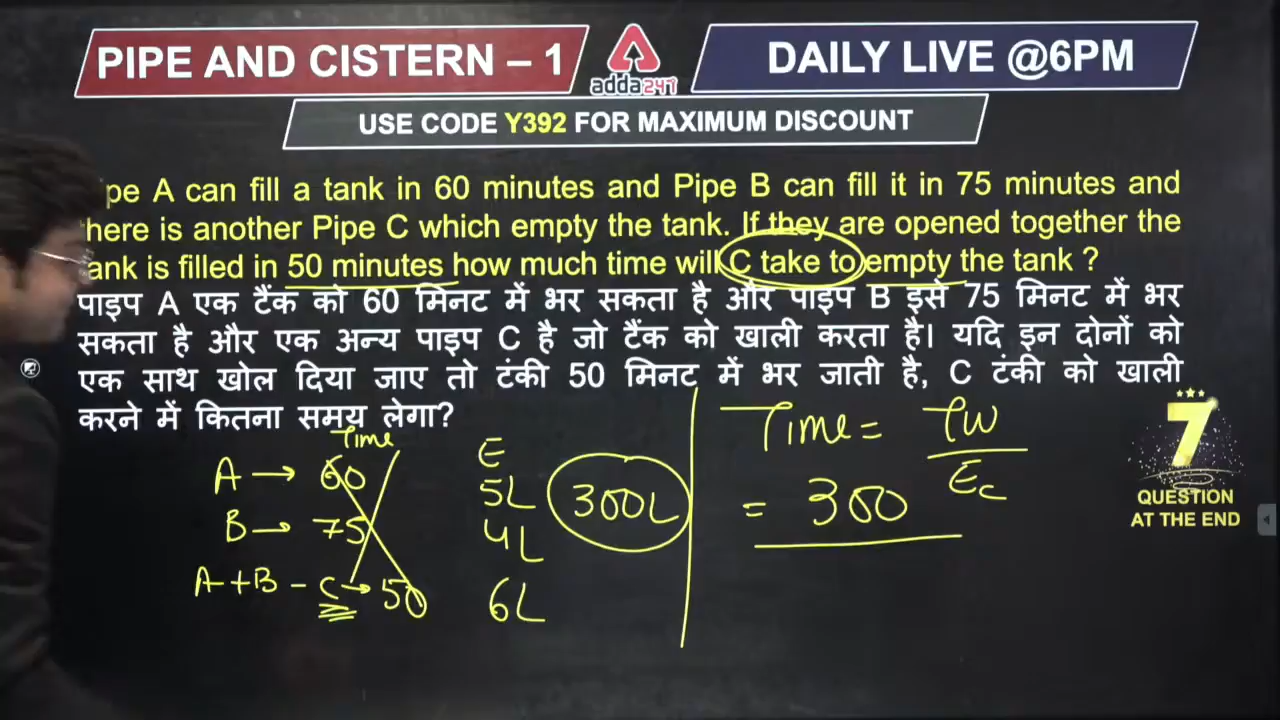 PIPE AND CISTERN – 1
adda247
DAILY LIVE @6PM
USE CODE Y392 FOR MAXIMUM DISCOUNT
pe A can fill a tank in 60 minutes and Pipe B can fill it in 75 minutes and
here is another Pipe C which empty the tank. If they are opened together the
ank is filled in 50 minutes how much time will C take to empty the tank ?
पाइप A एक टैंक को 60 मिनट में भर सकता है और पाइप B इसे 75 मिनट में भर
सकता है और एक अन्य पाइप C है जो टैंक को खाली करता है। यदि इन दोनों को
एक साथ खोल दिया जाए तो टंकी 50 मिनट में भर जाती है, C टंकी को खाली
करने में कितना समय लेगा?
Time E
A → 60 5L
B → 75 4L
A + B - C → 50 6L
300L
Time = TW / Ec
= 300
7
QUESTION
AT THE END